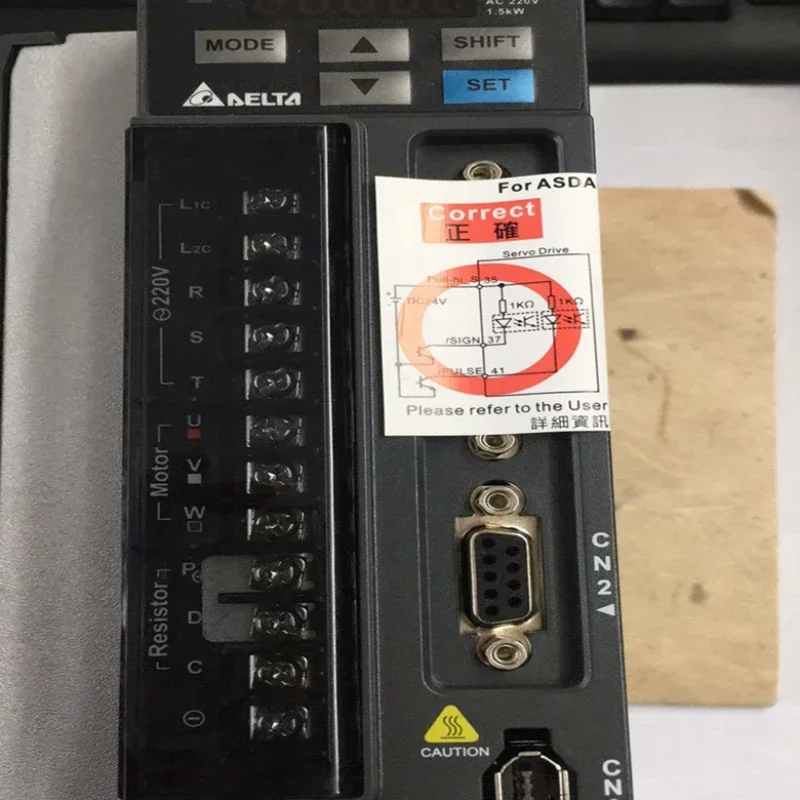 AC 220V
1.5kW
MODE
▲
SHIFT
▼
SET
DELTA
L1C
L2C
R
S
T
220V
U
V
W
Motor
P⊕
D
C
⊖
Resistor
For ASDA
Correct
正 確
Servo Drive
Pull-hi_S 35
DC24V
1KΩ
1KΩ
/SIGN 37
/PULSE 41
Please refer to the User
詳細資訊
CN2
CAUTION
CN